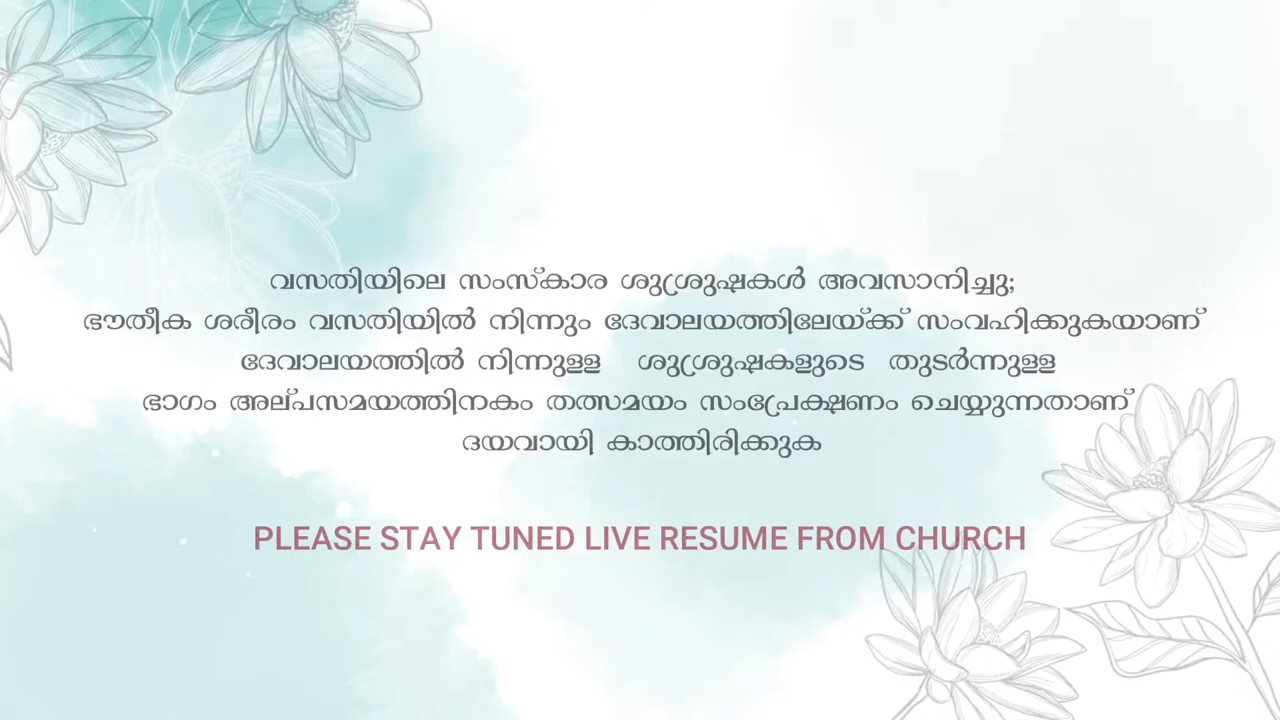 വസതിയിലെ സംസ്കാര ശുശ്രുഷകൾ അവസാനിച്ചു;
ഭൗതീക ശരീരം വസതിയിൽ നിന്നും ദേവാലയത്തിലേയ്ക്ക് സംവഹിക്കുകയാണ്
ദേവാലയത്തിൽ നിന്നുള്ള ശുശ്രുഷകളുടെ തുടർന്നുള്ള
ഭാഗം അല്പസമയത്തിനകം തത്സമയം സംപ്രേക്ഷണം ചെയ്യുന്നതാണ്
ദയവായി കാത്തിരിക്കുക
PLEASE STAY TUNED LIVE RESUME FROM CHURCH